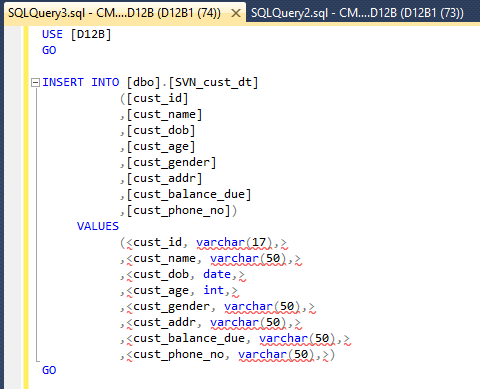 SQLQuery3.sql - CM....D12B (D12B1 (74))
SQLQuery2.sql - CM....D12B (D12B1 (73))
USE [D12B]
GO
INSERT INTO [dbo].[SVN_cust_dt]
([cust_id]
,[cust_name]
,[cust_dob]
,[cust_age]
,[cust_gender]
,[cust_addr]
,[cust_balance_due]
,[cust_phone_no])
VALUES
(<cust_id, varchar(17),>
,<cust_name, varchar(50),>
,<cust_dob, date,>
,<cust_age, int,>
,<cust_gender, varchar(50),>
,<cust_addr, varchar(50),>
,<cust_balance_due, varchar(50),>
,<cust_phone_no, varchar(50),>)
GO